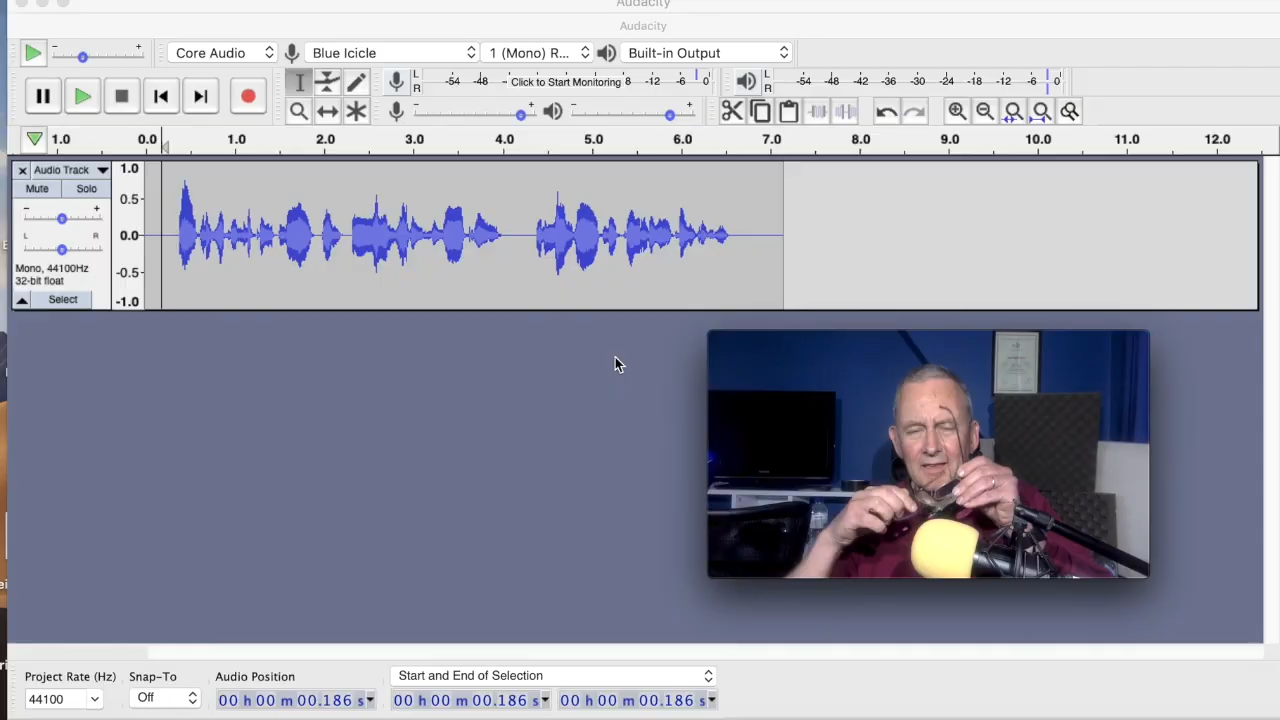 Audacity
Audacity
Core Audio
Blue Icicle
1 (Mono) R...
Built-in Output
L
R
-54 -48 -42 Click to Start Monitoring 8 -12 -6 0
L
R
-54 -48 -42 -36 -30 -24 -18 -12 -6 0
1.0 0.0 1.0 2.0 3.0 4.0 5.0 6.0 7.0 8.0 9.0 10.0 11.0 12.0
Audio Track
Mute Solo
L R
Mono, 44100Hz
32-bit float
Select
1.0
0.5
0.0
-0.5
-1.0
Project Rate (Hz) Snap-To Audio Position Start and End of Selection
44100 Off 00 h 00 m 00.186 s 00 h 00 m 00.186 s 00 h 00 m 00.186 s